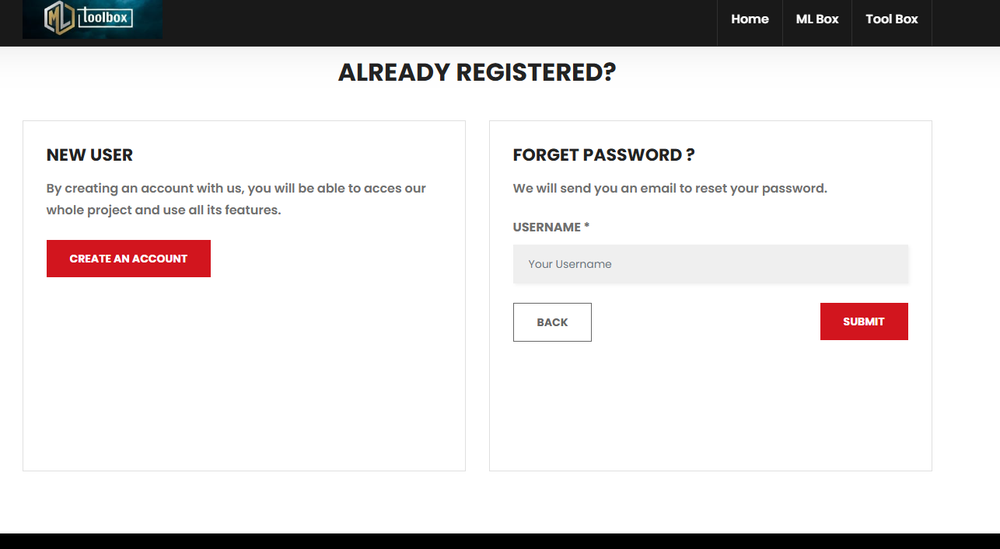 ML toolbox
Home ML Box Tool Box
ALREADY REGISTERED?
NEW USER
By creating an account with us, you will be able to acces our
whole project and use all its features.
CREATE AN ACCOUNT
FORGET PASSWORD ?
We will send you an email to reset your password.
USERNAME *
Your Username
BACK SUBMIT